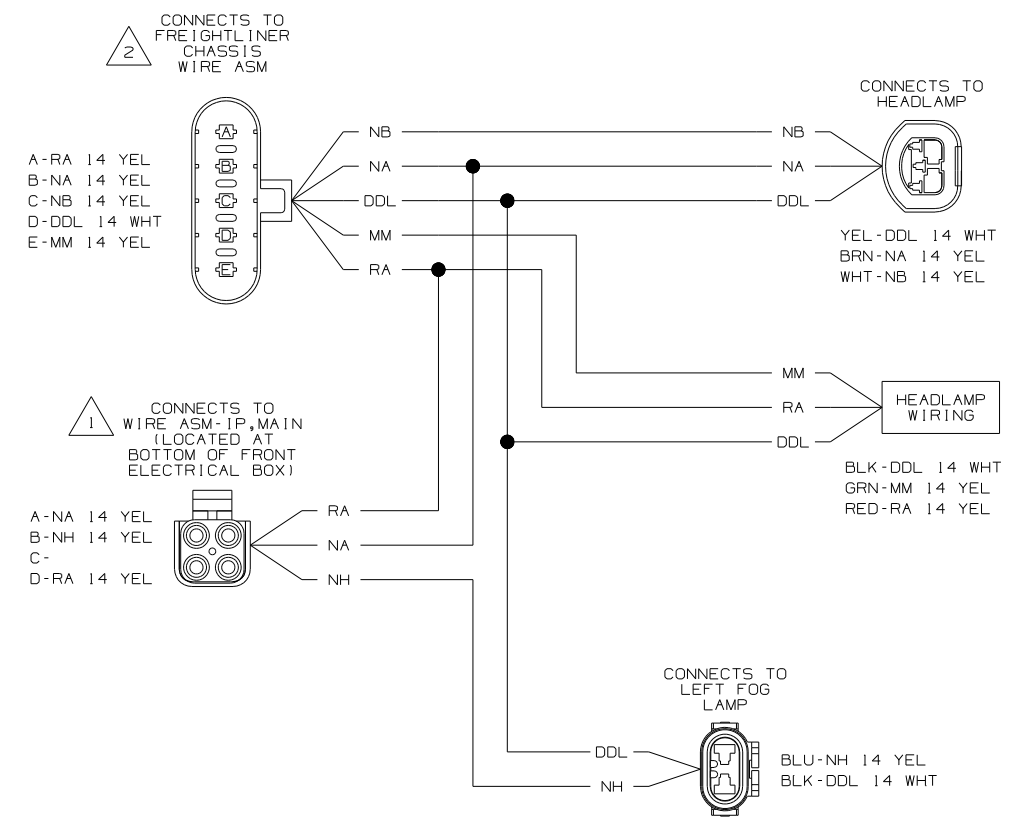 CONNECTS TO
FREIGHTLINER
CHASSIS
WIRE ASM
2
A
B
C
D
E
A-RA 14 YEL
B-NA 14 YEL
C-NB 14 YEL
D-DDL 14 WHT
E-MM 14 YEL
NB
NA
DDL
MM
RA
NB
NA
DDL
CONNECTS TO
HEADLAMP
YEL-DDL 14 WHT
BRN-NA 14 YEL
WHT-NB 14 YEL
MM
RA
DDL
HEADLAMP
WIRING
BLK-DDL 14 WHT
GRN-MM 14 YEL
RED-RA 14 YEL
1
CONNECTS TO
WIRE ASM-IP,MAIN
(LOCATED AT
BOTTOM OF FRONT
ELECTRICAL BOX)
A-NA 14 YEL
B-NH 14 YEL
C-
D-RA 14 YEL
RA
NA
NH
CONNECTS TO
LEFT FOG
LAMP
DDL
NH
BLU-NH 14 YEL
BLK-DDL 14 WHT